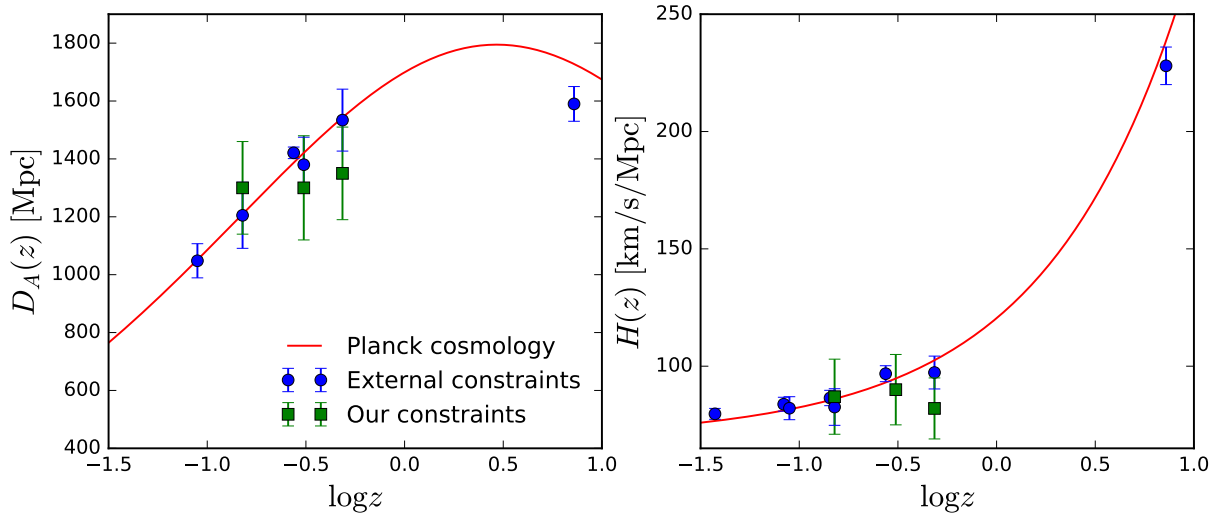 1800
1600
1400
1200
1000
800
600
400
D_A(z) [Mpc]
Planck cosmology
External constraints
Our constraints
−1.5 −1.0 −0.5 0.0 0.5 1.0
logz
250
200
150
100
H(z) [km/s/Mpc]
−1.5 −1.0 −0.5 0.0 0.5 1.0
logz